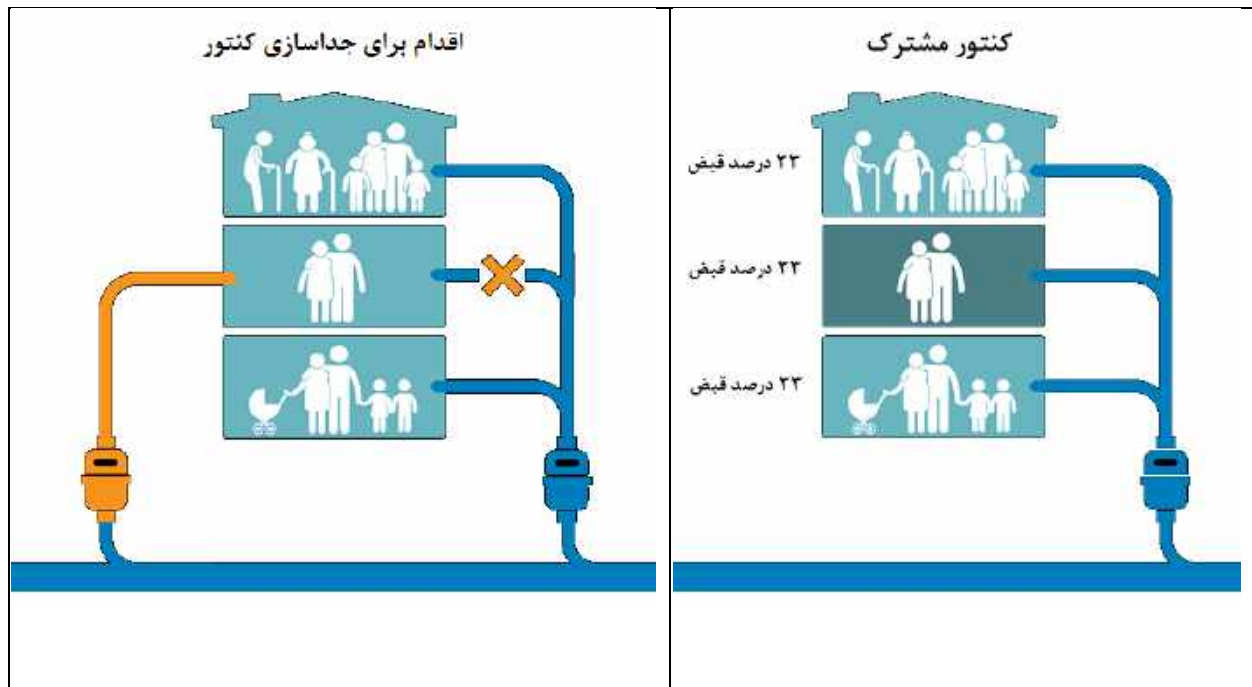 کنتور مشترک
۳۳ درصد قبض
۳۳ درصد قبض
۳۳ درصد قبض
اقدام برای جداسازی کنتور